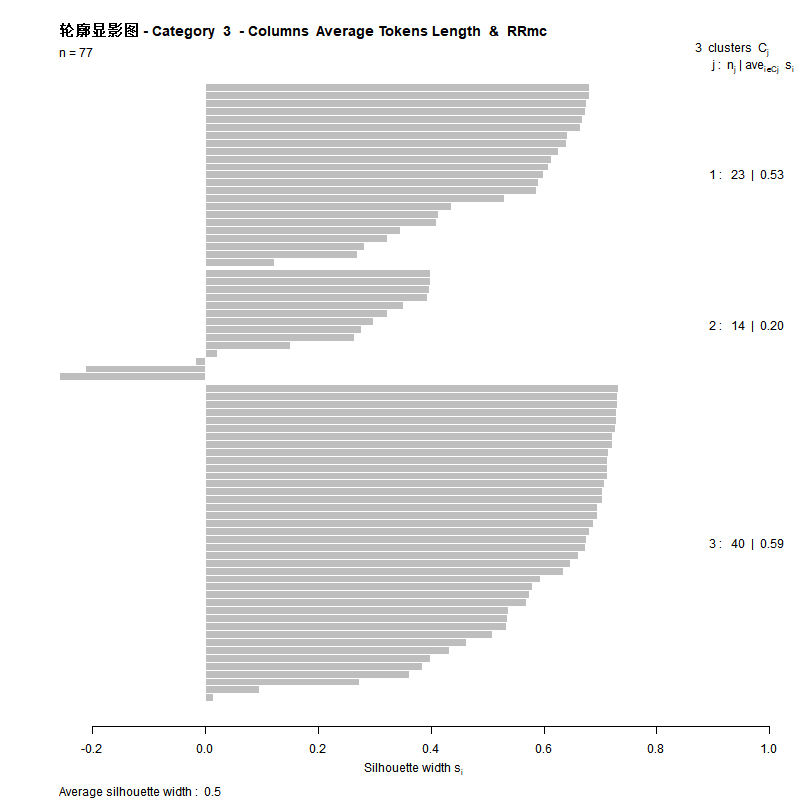 轮廓显影图 - Category 3 - Columns Average Tokens Length & RRmc
n = 77
3 clusters Cj
j : nj | avei∈Cj si
1 : 23 | 0.53
2 : 14 | 0.20
3 : 40 | 0.59
-0.2 0.0 0.2 0.4 0.6 0.8 1.0
Silhouette width si
Average silhouette width : 0.5